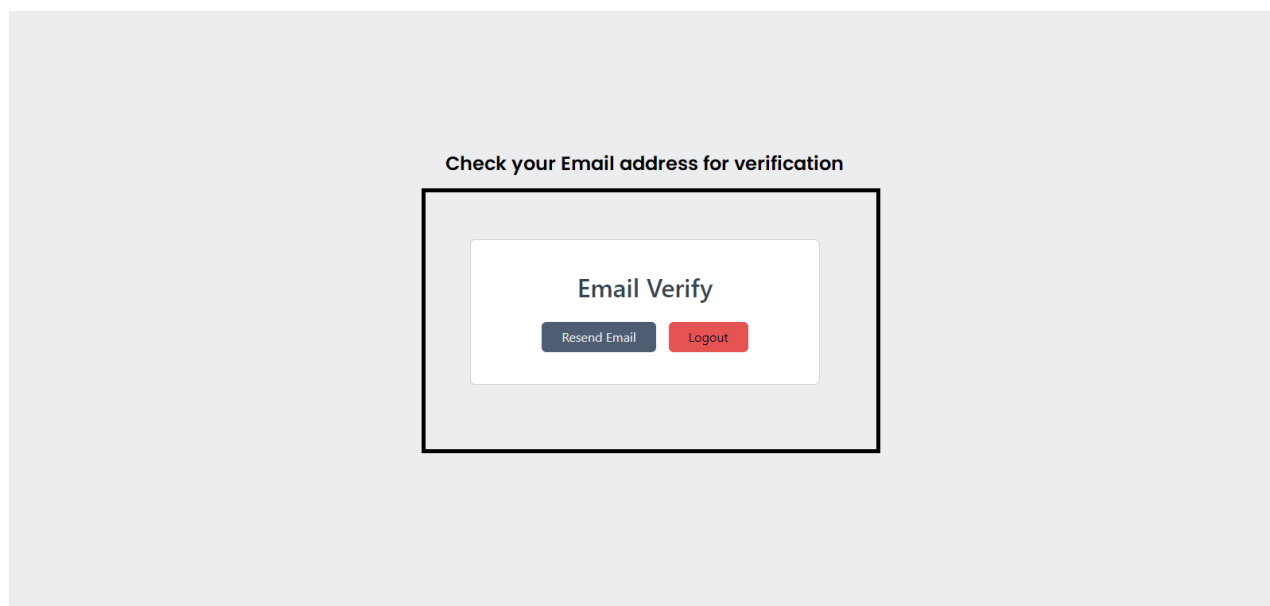 Check your Email address for verification
Email Verify
Resend Email Logout